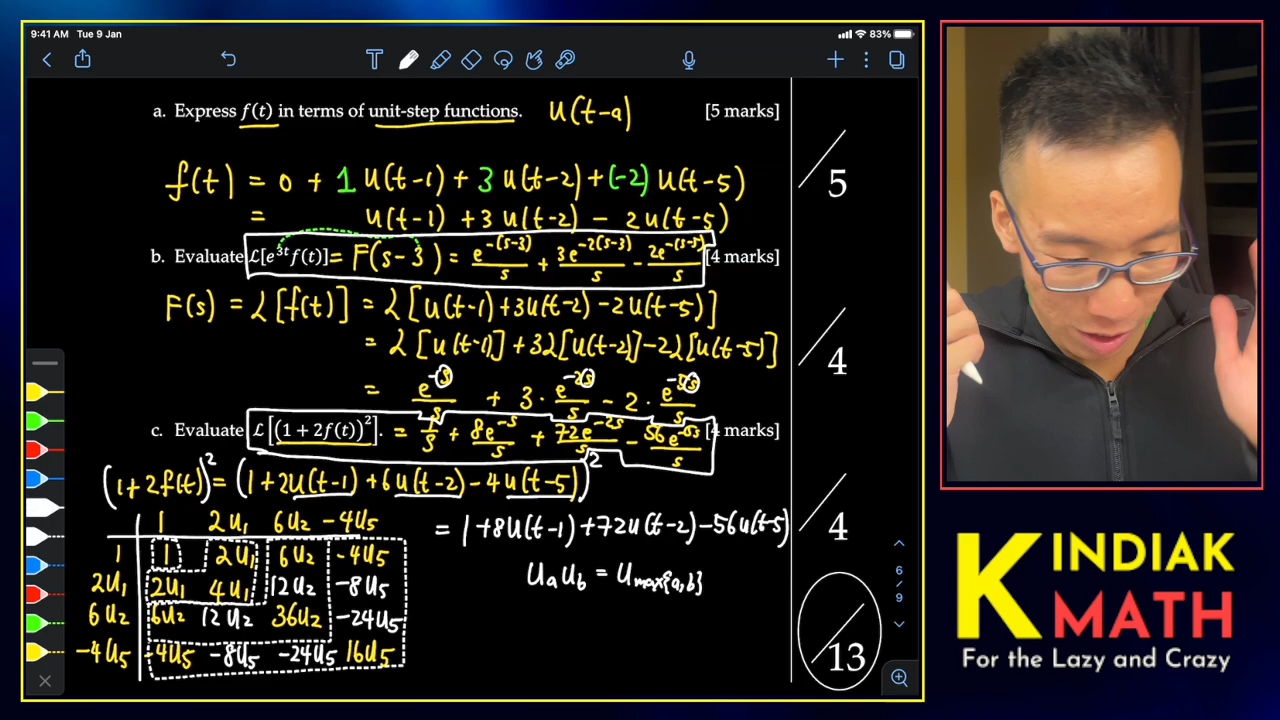 9:41 AM Tue 9 Jan 83%
a. Express f(t) in terms of unit-step functions. u(t-a) [5 marks]
f(t) = 0 + 1 u(t-1) + 3 u(t-2) + (-2) u(t-5)
= u(t-1) + 3 u(t-2) - 2u(t-5)
5
b. Evaluate ℒ[e^{3t} f(t)] = F(s-3) = e^{-(s-3)}/s + 3e^{-2(s-3)}/s - 2e^{-(s-5)}/s [4 marks]
F(s) = ℒ[f(t)] = ℒ[u(t-1) + 3u(t-2) - 2u(t-5)]
= ℒ[u(t-1)] + 3ℒ[u(t-2)] - 2ℒ[u(t-5)]
4
= e^{-s}/s + 3 · e^{-2s}/s - 2 · e^{-5s}/s
c. Evaluate ℒ[(1 + 2f(t))²]. = 1/s + 8e^{-s}/s + 72e^{-2s}/s - 56e^{-5s}/s [4 marks]
(1+2f(t))² = (1 + 2u(t-1) + 6u(t-2) - 4u(t-5))²
1 2u₁ 6u₂ -4u₅
= 1 + 8u(t-1) + 72u(t-2) - 56u(t-5)
4
1 1 2u₁ 6u₂ -4u₅
2u₁ 2u₁ 4u₁ 12u₂ -8u₅
uₐu_b = u_{max{a,b}}
6u₂ 6u₂ 12u₂ 36u₂ -24u₅
-4u₅ -4u₅ -8u₅ -24u₅ 16u₅
13
6/9
KINDIAK
MATH
For the Lazy and Crazy